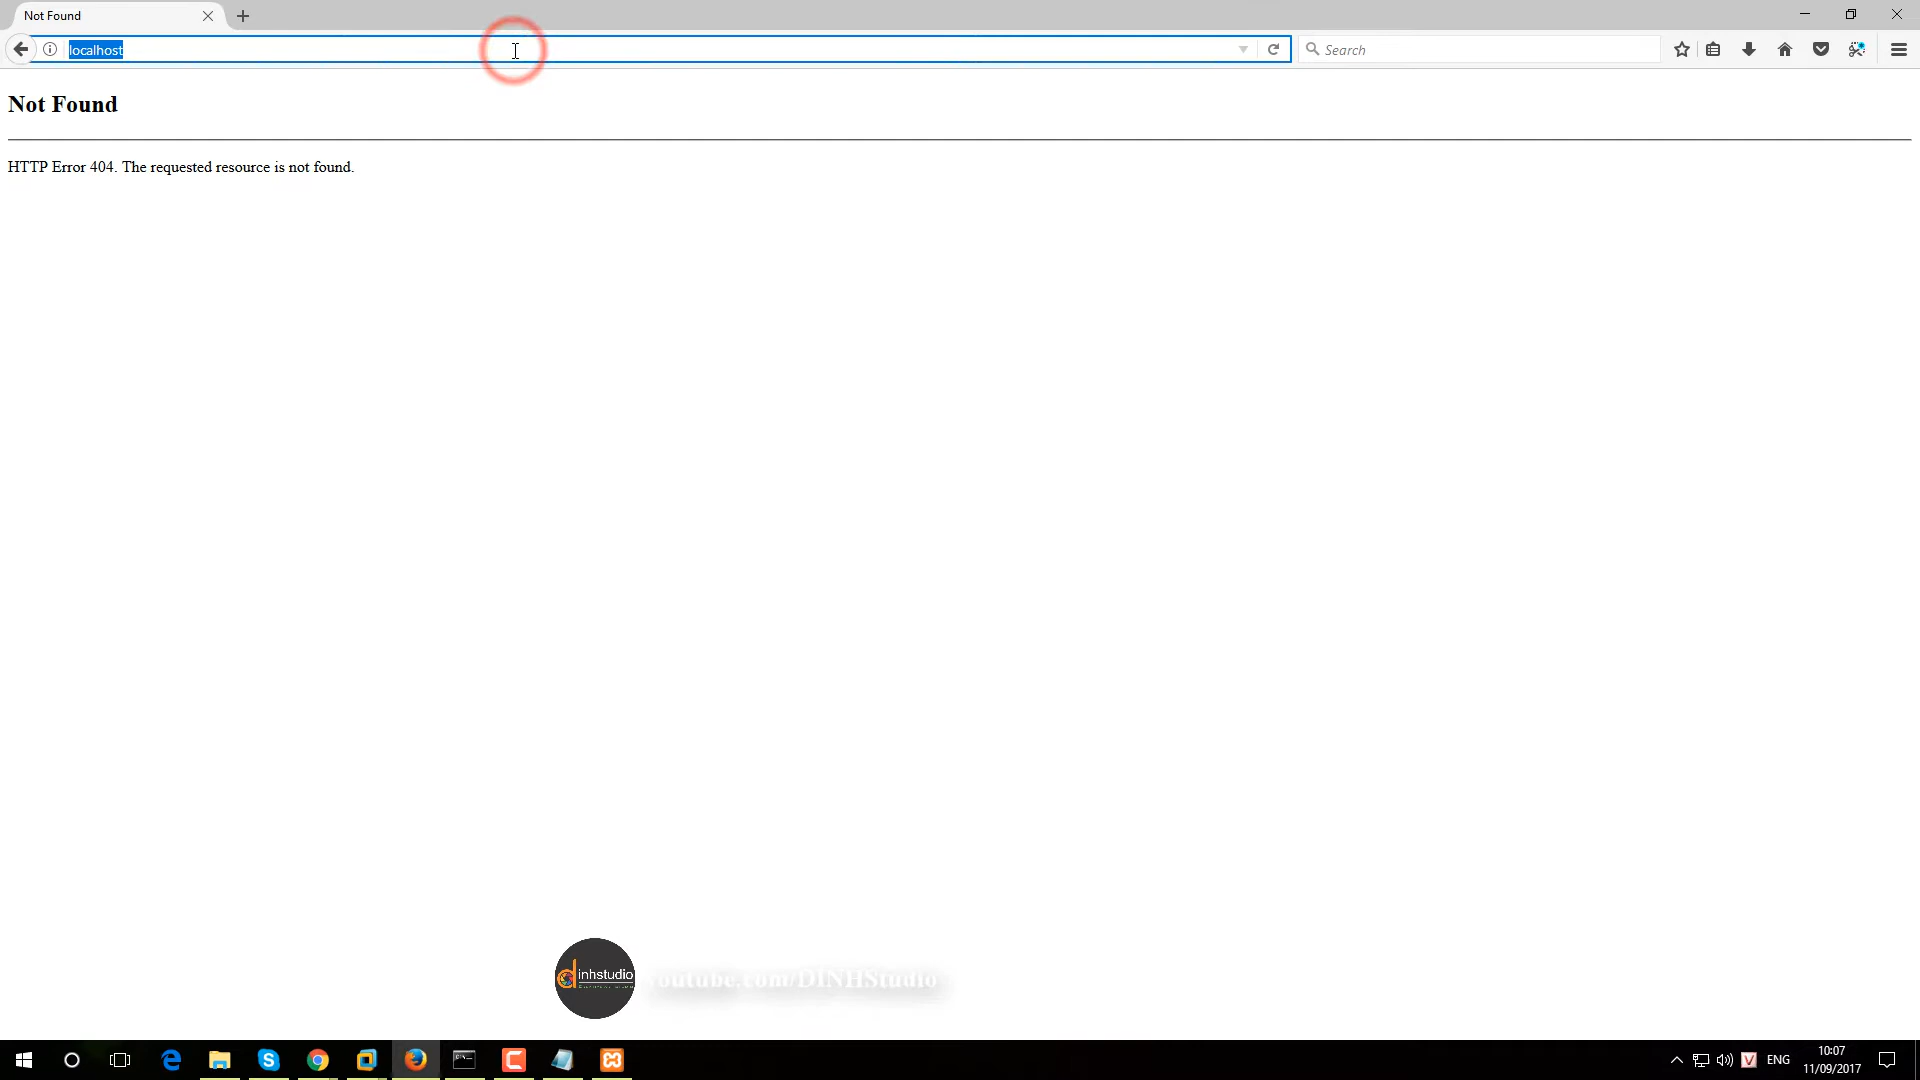 Not Found
localhost
Search
Not Found
HTTP Error 404. The requested resource is not found.
dinhstudio
youtube.com/DINHStudio
ENG
10:07
11/09/2017